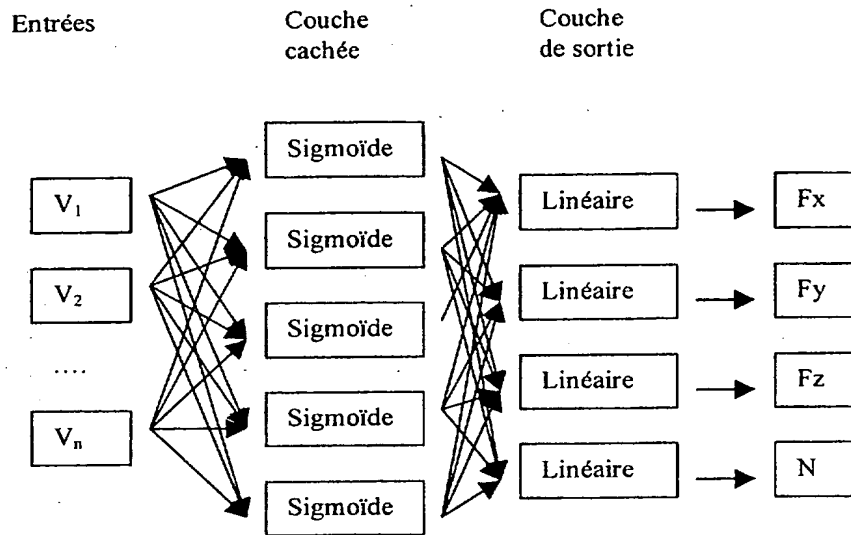 Entrées
Couche
cachée
Couche
de sortie
V1
V2
....
Vn
Sigmoïde
Sigmoïde
Sigmoïde
Sigmoïde
Sigmoïde
Linéaire
Linéaire
Linéaire
Linéaire
Fx
Fy
Fz
N